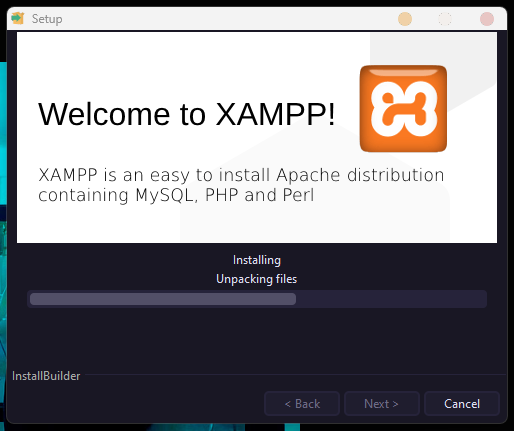 Setup
Welcome to XAMPP!
XAMPP is an easy to install Apache distribution
containing MySQL, PHP and Perl
Installing
Unpacking files
InstallBuilder
< Back
Next >
Cancel